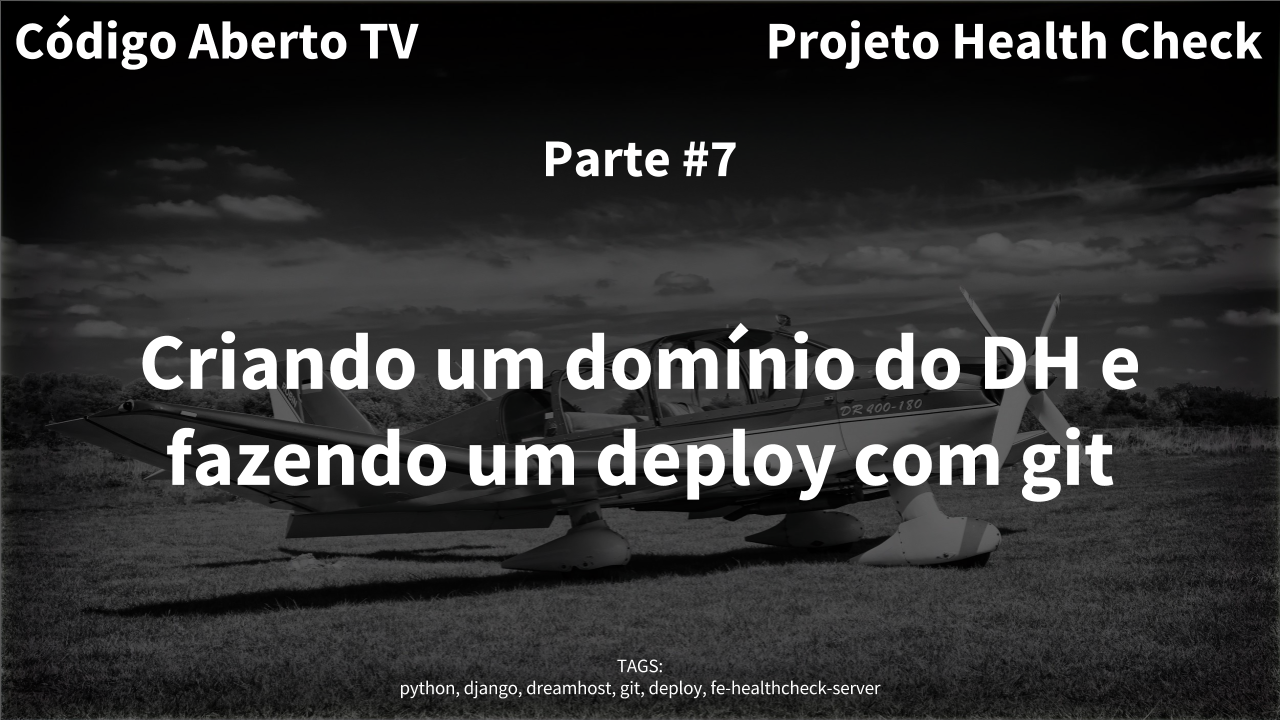 Código Aberto TV
Projeto Health Check
Parte #7
Criando um domínio do DH e
fazendo um deploy com git
DR 400-180
TAGS:
python, django, dreamhost, git, deploy, fe-healthcheck-server